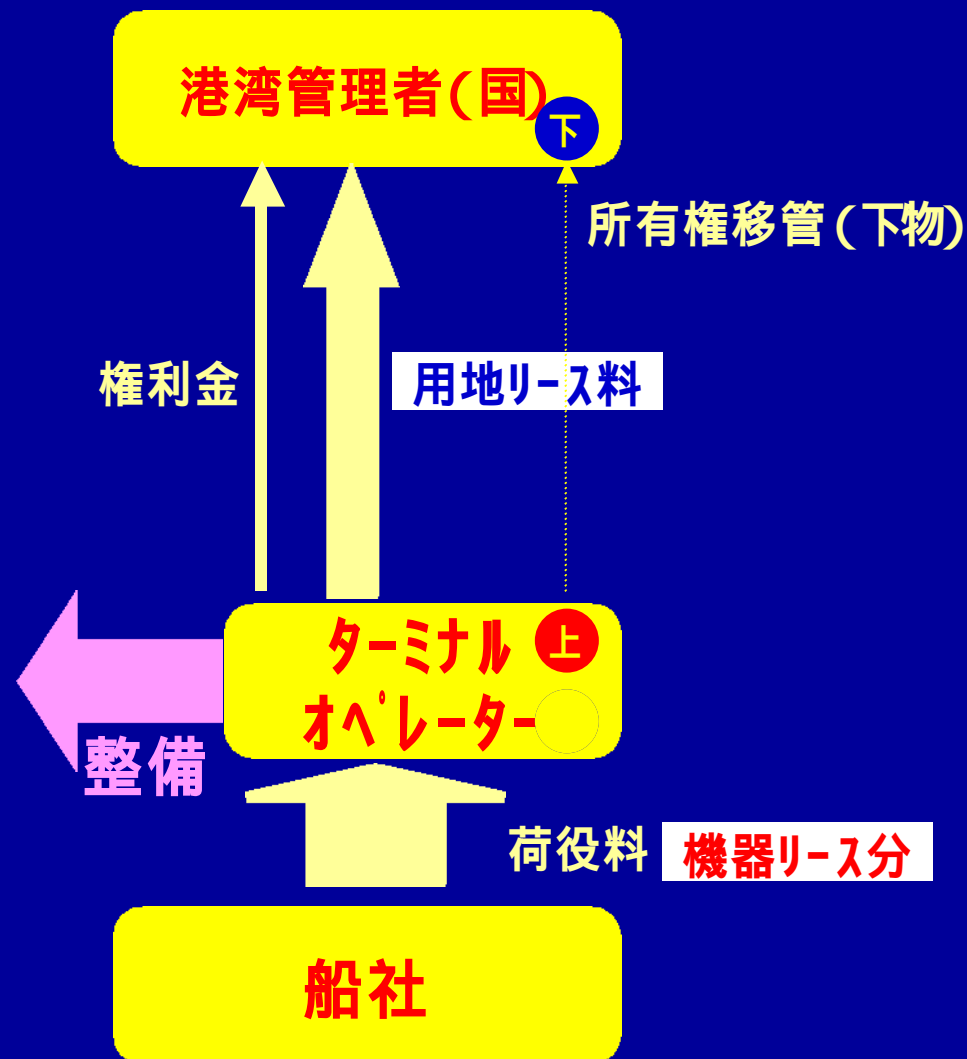 港湾管理者(国)
下
所有権移管(下物)
権利金
用地ﾘｰｽ料
ﾀｰﾐﾅﾙ
上
ｵﾍﾟﾚｰﾀｰ
整備
荷役料
機器ﾘｰｽ分
船社